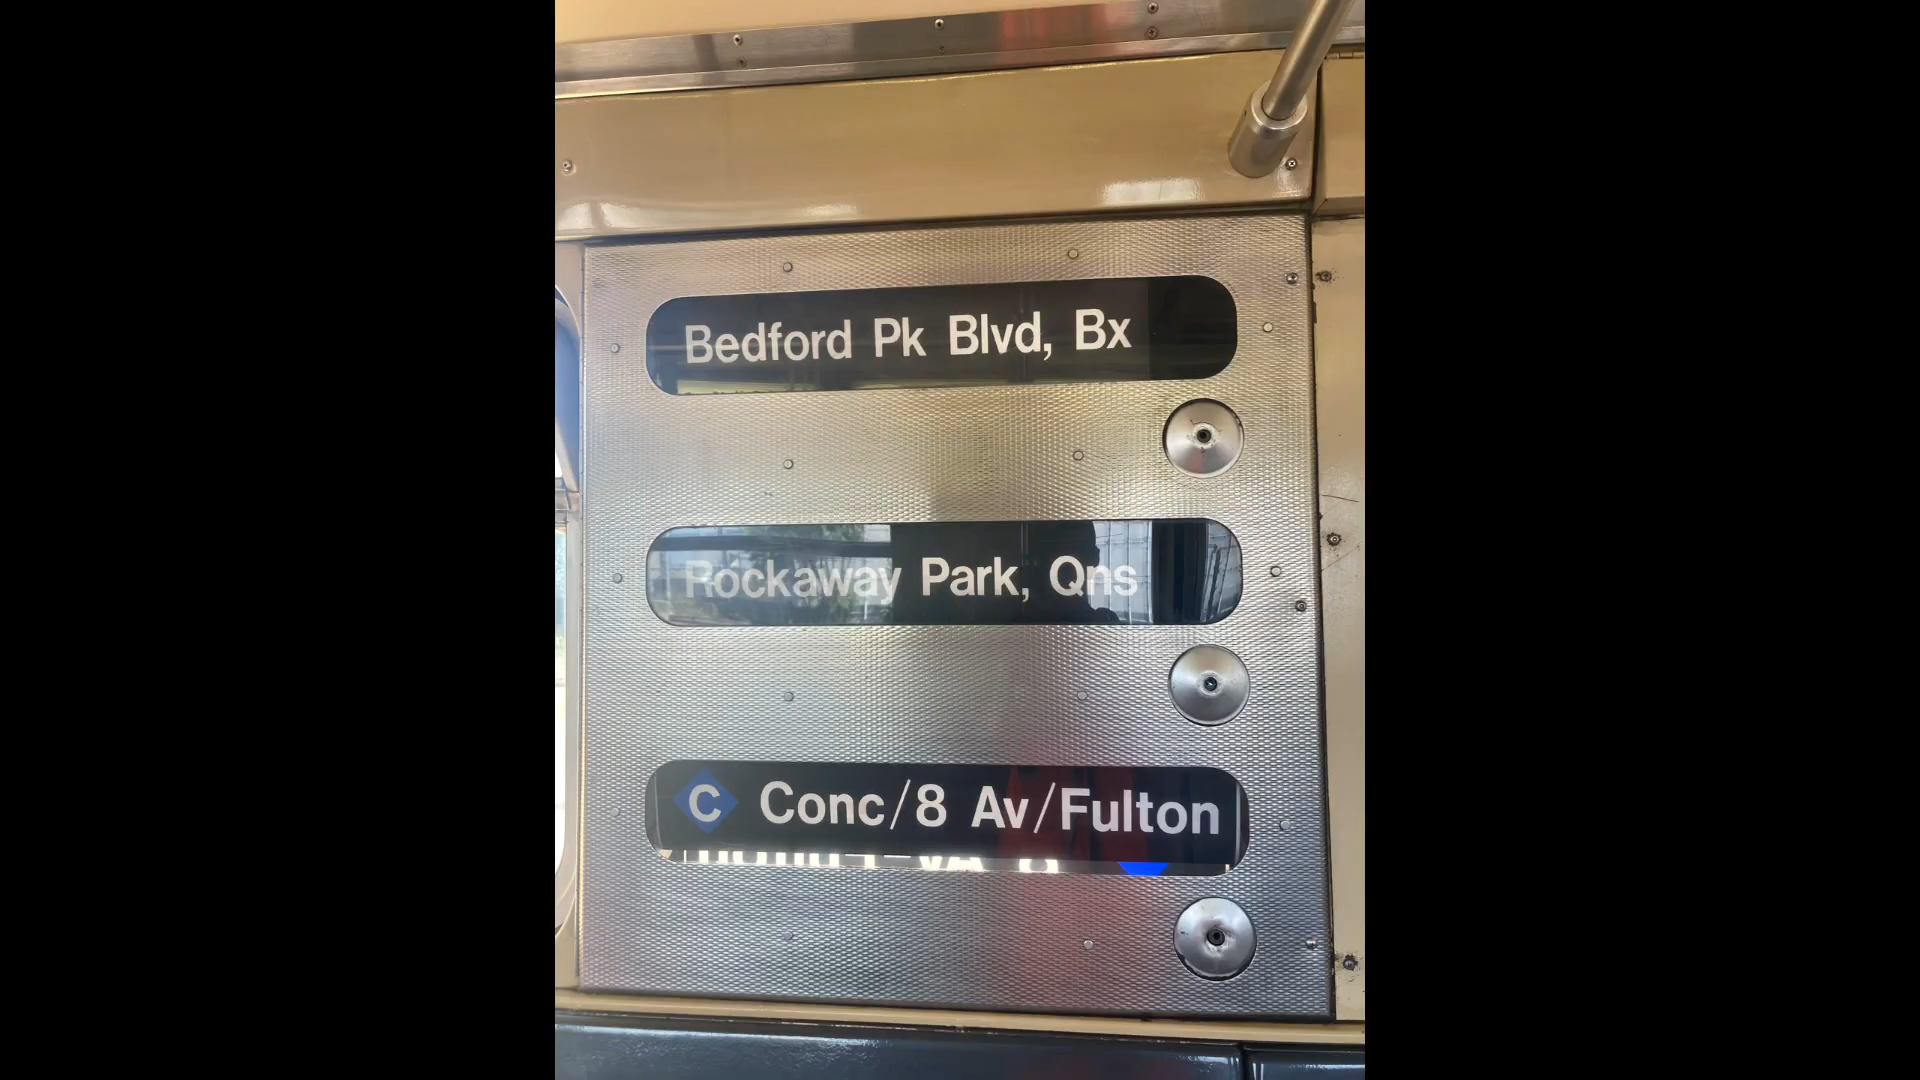 Bedford Pk Blvd, Bx
Rockaway Park, Qns
C Conc/8 Av/Fulton